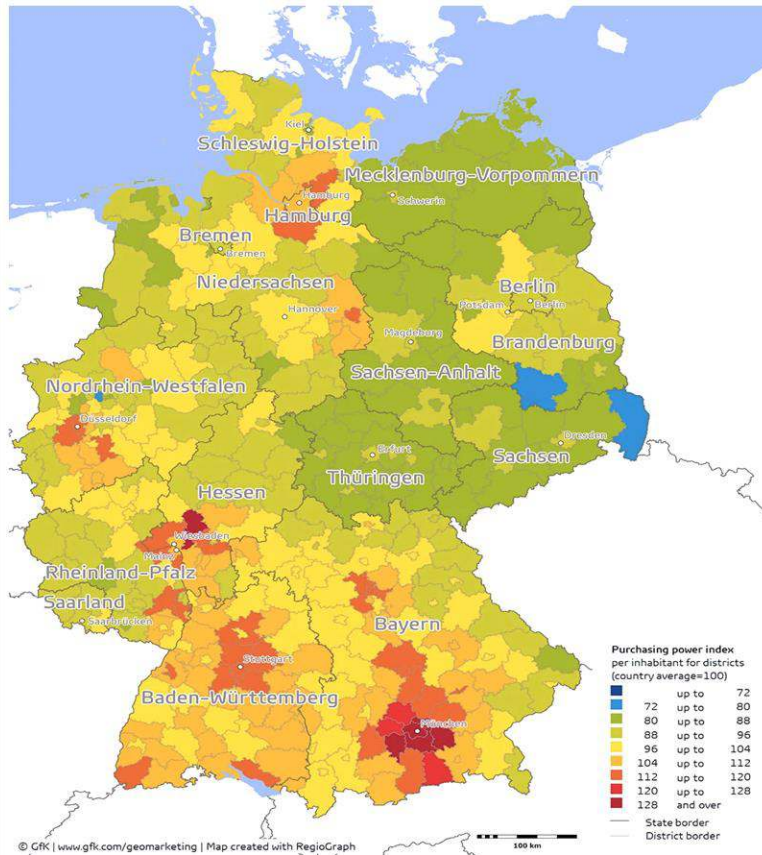 Kiel
Schleswig-Holstein
Mecklenburg-Vorpommern
Schwerin
Hamburg
Hamburg
Bremen
Bremen
Niedersachsen
Hannover
Berlin
Potsdam
Berlin
Brandenburg
Magdeburg
Sachsen-Anhalt
Nordrhein-Westfalen
Düsseldorf
Dresden
Sachsen
Erfurt
Thüringen
Hessen
Wiesbaden
Mainz
Rheinland-Pfalz
Saarland
Saarbrücken
Bayern
Stuttgart
Baden-Württemberg
München
Purchasing power index
per inhabitant for districts
(country average=100)
up to 72
72 up to 80
80 up to 88
88 up to 96
96 up to 104
104 up to 112
112 up to 120
120 up to 128
128 and over
State border
District border
100 km
© GfK | www.gfk.com/geomarketing | Map created with RegioGraph